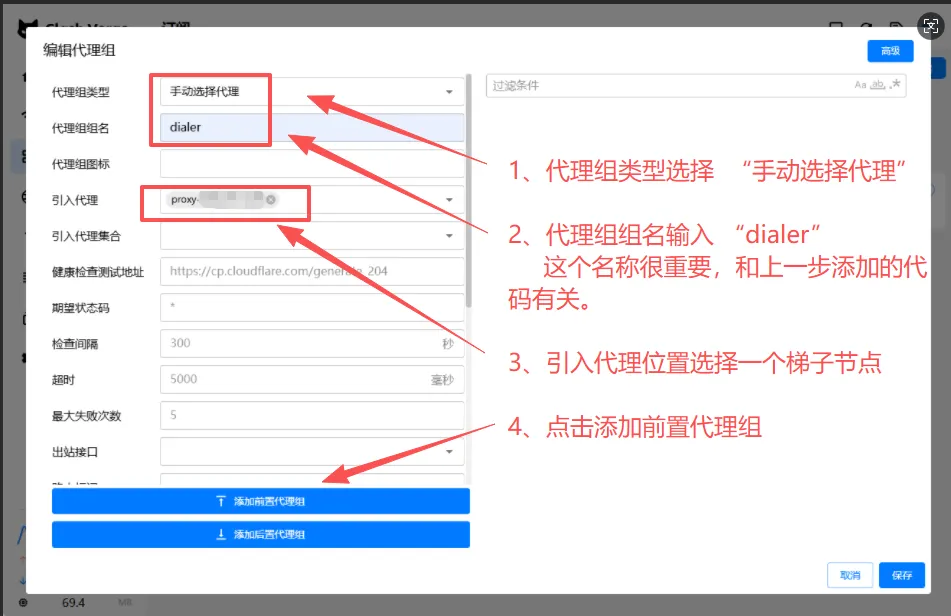 Clash Verge
订阅
编辑代理组
高级
代理组类型
手动选择代理
过滤条件
代理组组名
dialer
代理组图标
1、代理组类型选择 “手动选择代理”
引入代理
proxy-
2、代理组组名输入 “dialer”
这个名称很重要，和上一步添加的代
码有关。
引入代理集合
健康检查测试地址
https://cp.cloudflare.com/generate_204
期望状态码
*
检查间隔
300
秒
3、引入代理位置选择一个梯子节点
超时
5000
毫秒
最大失败次数
5
4、点击添加前置代理组
出站接口
添加前置代理组
添加后置代理组
取消
保存
69.4
MB